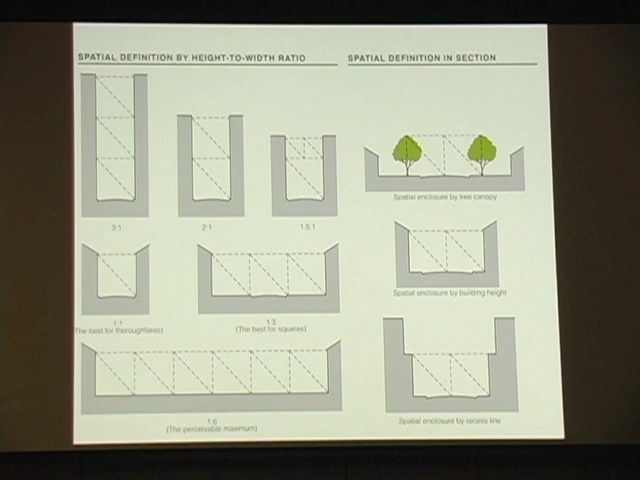 SPATIAL DEFINITION BY HEIGHT-TO-WIDTH RATIO
3:1
2:1
1.5:1
1:1
(The best for thoroughfares)
1:3
(The best for squares)
1:6
(The perceivable maximum)
SPATIAL DEFINITION IN SECTION
Spatial enclosure by tree canopy
Spatial enclosure by building height
Spatial enclosure by recess line